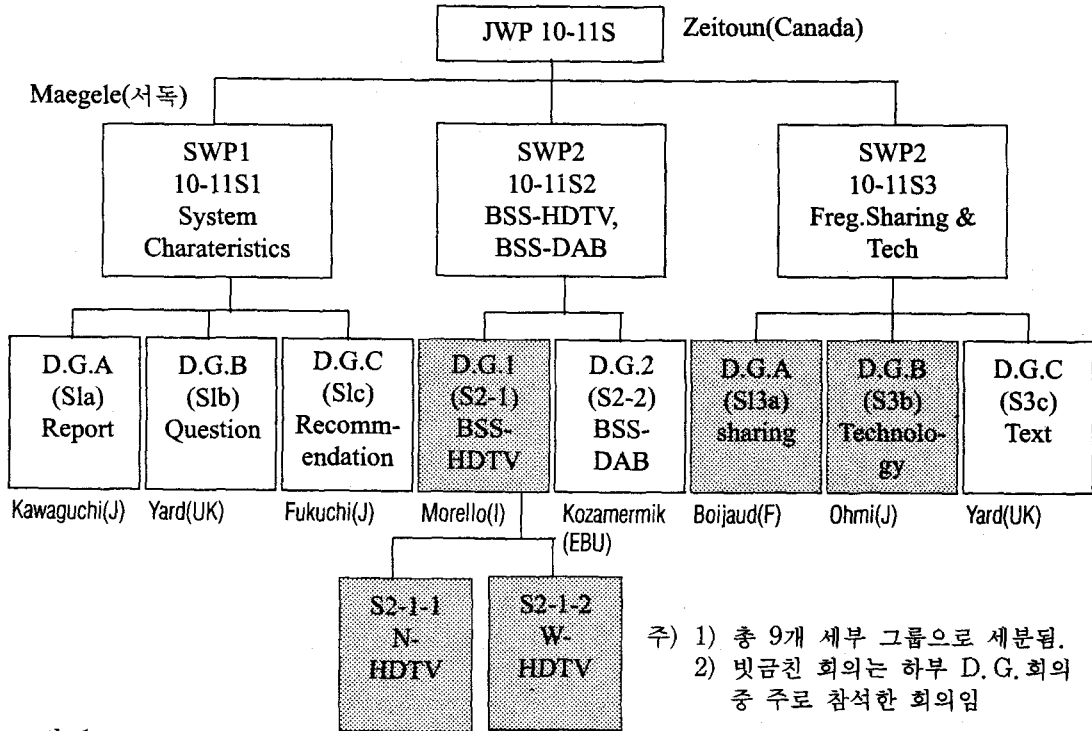 JWP 10-11S
Zeitoun(Canada)
Maegele(서독)
SWP1
10-11S1
System
Charateristics
SWP2
10-11S2
BSS-HDTV,
BSS-DAB
SWP2
10-11S3
Freg.Sharing &
Tech
D.G.A
(Sla)
Report
D.G.B
(Slb)
Question
D.G.C
(Slc)
Recomm-
endation
D.G.1
(S2-1)
BSS-
HDTV
D.G.2
(S2-2)
BSS-
DAB
D.G.A
(Sl3a)
sharing
D.G.B
(S3b)
Technolo-
gy
D.G.C
(S3c)
Text
Kawaguchi(J)
Yard(UK)
Fukuchi(J)
Morello(I)
Kozamermik
(EBU)
Boijaud(F)
Ohmi(J)
Yard(UK)
S2-1-1
N-
HDTV
S2-1-2
W-
HDTV
주) 1) 총 9개 세부 그룹으로 세분됨.
2) 빗금친 회의는 하부 D.G.회의
중 주로 참석한 회의임